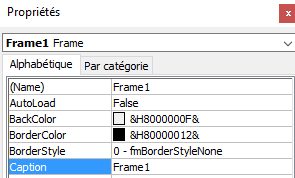 Propriétés
Frame1 Frame
Alphabétique Par catégorie
(Name) Frame1
AutoLoad False
BackColor &H8000000F&
BorderColor &H80000012&
BorderStyle 0 - fmBorderStyleNone
Caption Frame1